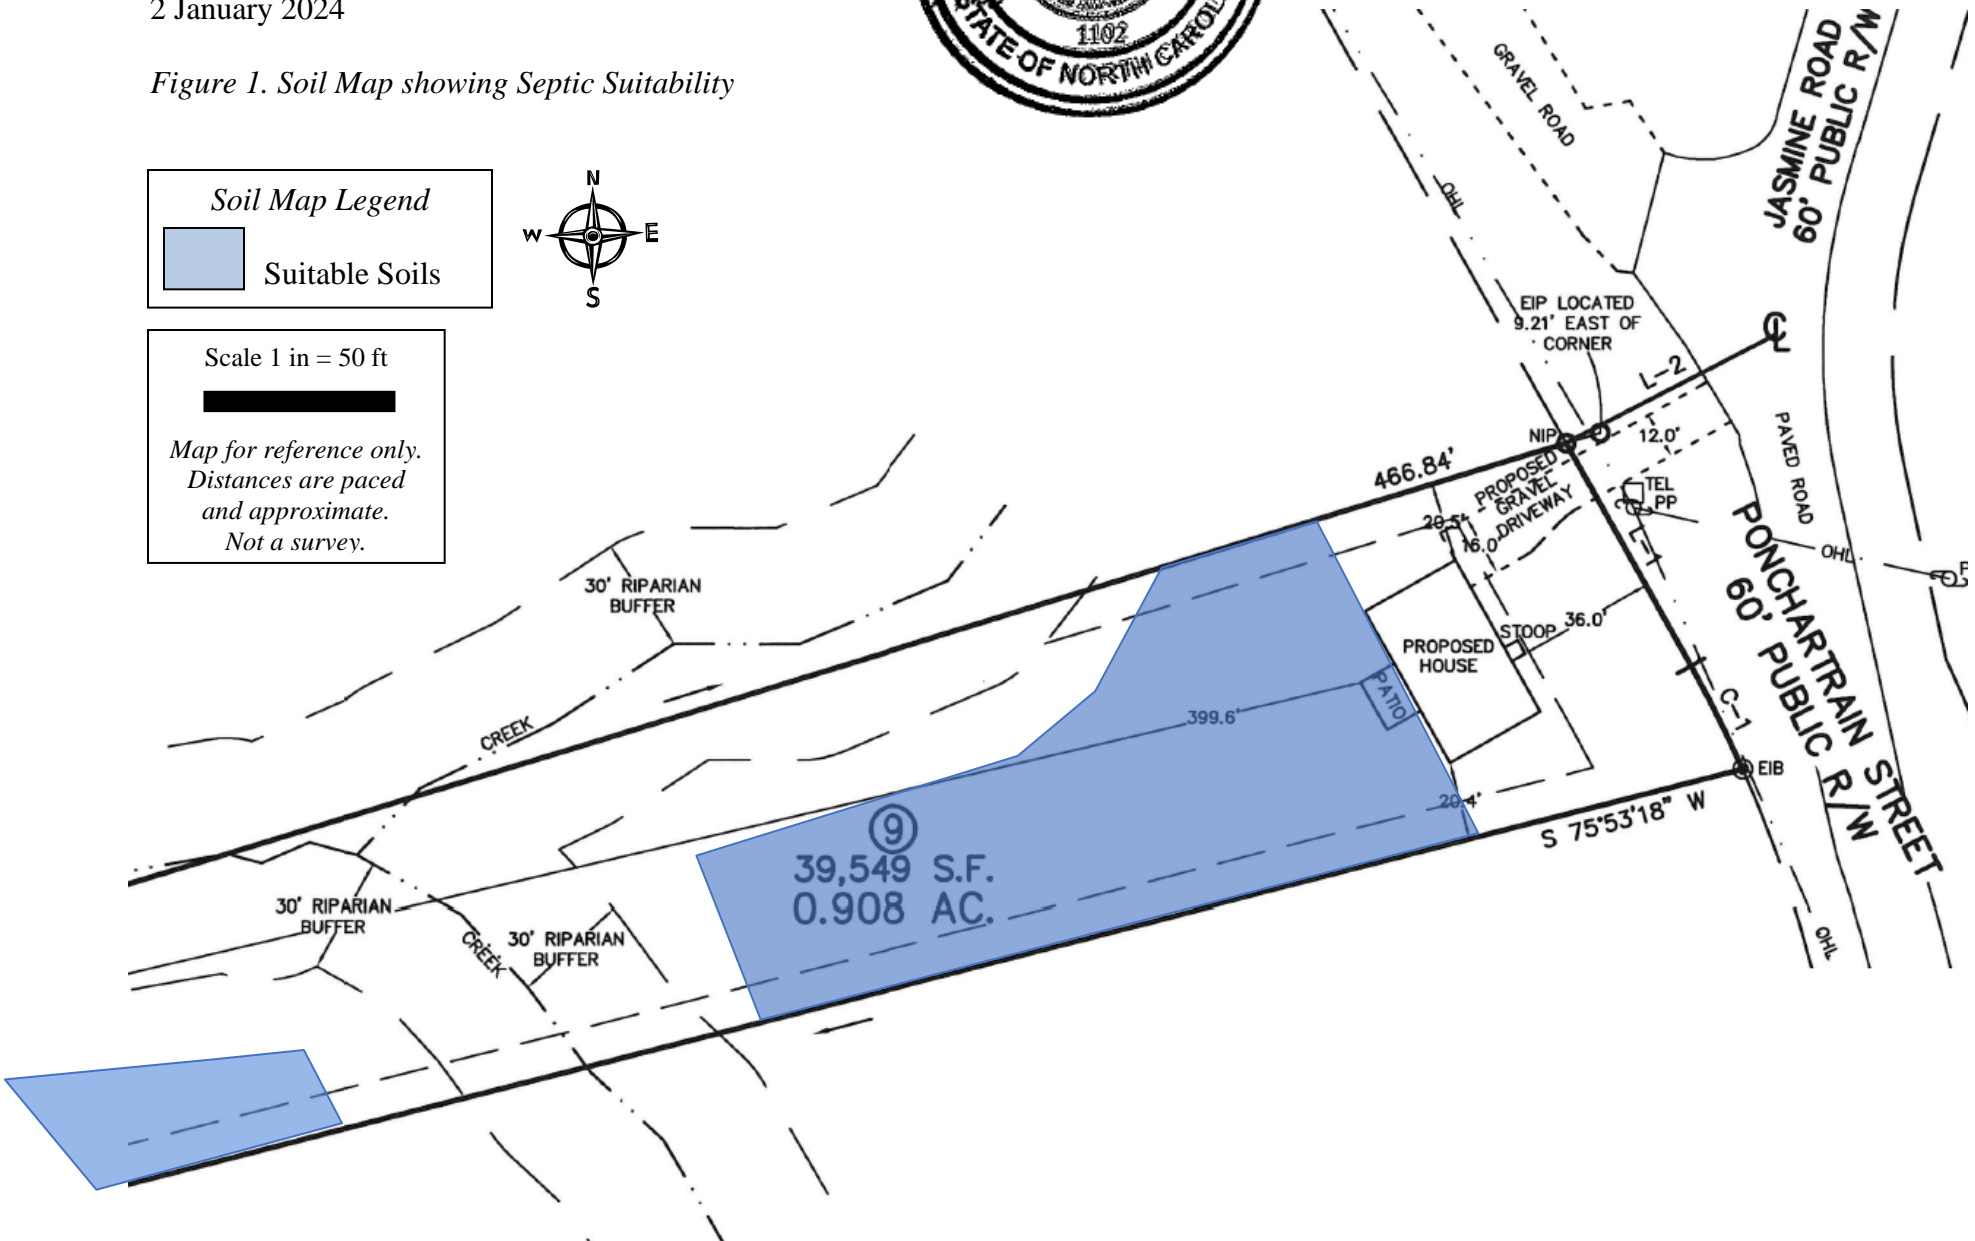 2 January 2024
Figure 1. Soil Map showing Septic Suitability
1102
STATE OF NORTH
Soil Map Legend
Suitable Soils
N
W
E
S
Scale 1 in = 50 ft
Map for reference only.
Distances are paced
and approximate.
Not a survey.
GRAVEL ROAD
JASMINE ROAD
60' PUBLIC R/W
OHL
EIP LOCATED
9.21' EAST OF
CORNER
L-2
NIP
12.0'
466.84'
PROPOSED
GRAVEL
DRIVEWAY
TEL
PP
PAVED ROAD
20.5'
16.0'
L-1
OHL
PONCHARTRAIN STREET
60' PUBLIC R/W
30' RIPARIAN
BUFFER
STOOP
36.0'
PROPOSED
HOUSE
PATIO
C-1
399.6'
CREEK
EIB
20.4'
S 75°53'18" W
9
39,549 S.F.
0.908 AC.
30' RIPARIAN
BUFFER
CREEK
30' RIPARIAN
BUFFER
OHL